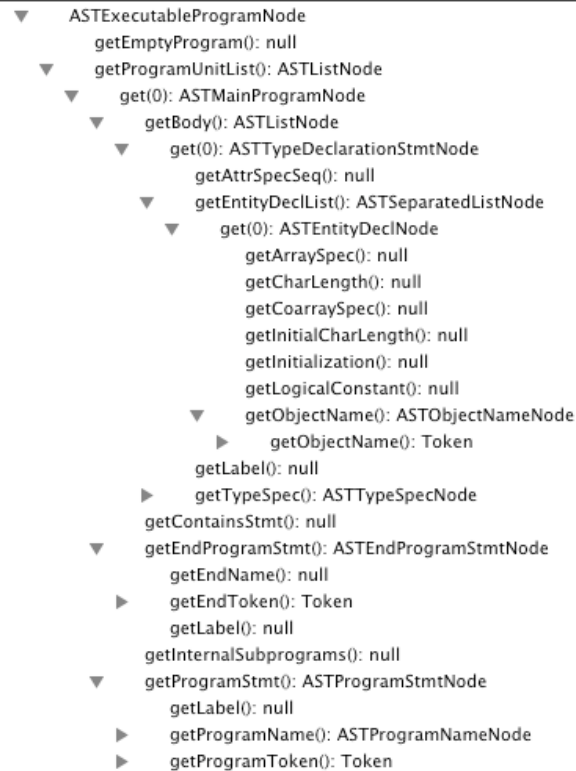 ASTExecutableProgramNode
getEmptyProgram(): null
getProgramUnitList(): ASTListNode
get(0): ASTMainProgramNode
getBody(): ASTListNode
get(0): ASTTypeDeclarationStmtNode
getAttrSpecSeq(): null
getEntityDeclList(): ASTSeparatedListNode
get(0): ASTEntityDeclNode
getArraySpec(): null
getCharLength(): null
getCoarraySpec(): null
getInitialCharLength(): null
getInitialization(): null
getLogicalConstant(): null
getObjectName(): ASTObjectNameNode
getObjectName(): Token
getLabel(): null
getTypeSpec(): ASTTypeSpecNode
getContainsStmt(): null
getEndProgramStmt(): ASTEndProgramStmtNode
getEndName(): null
getEndToken(): Token
getLabel(): null
getInternalSubprograms(): null
getProgramStmt(): ASTProgramStmtNode
getLabel(): null
getProgramName(): ASTProgramNameNode
getProgramToken(): Token